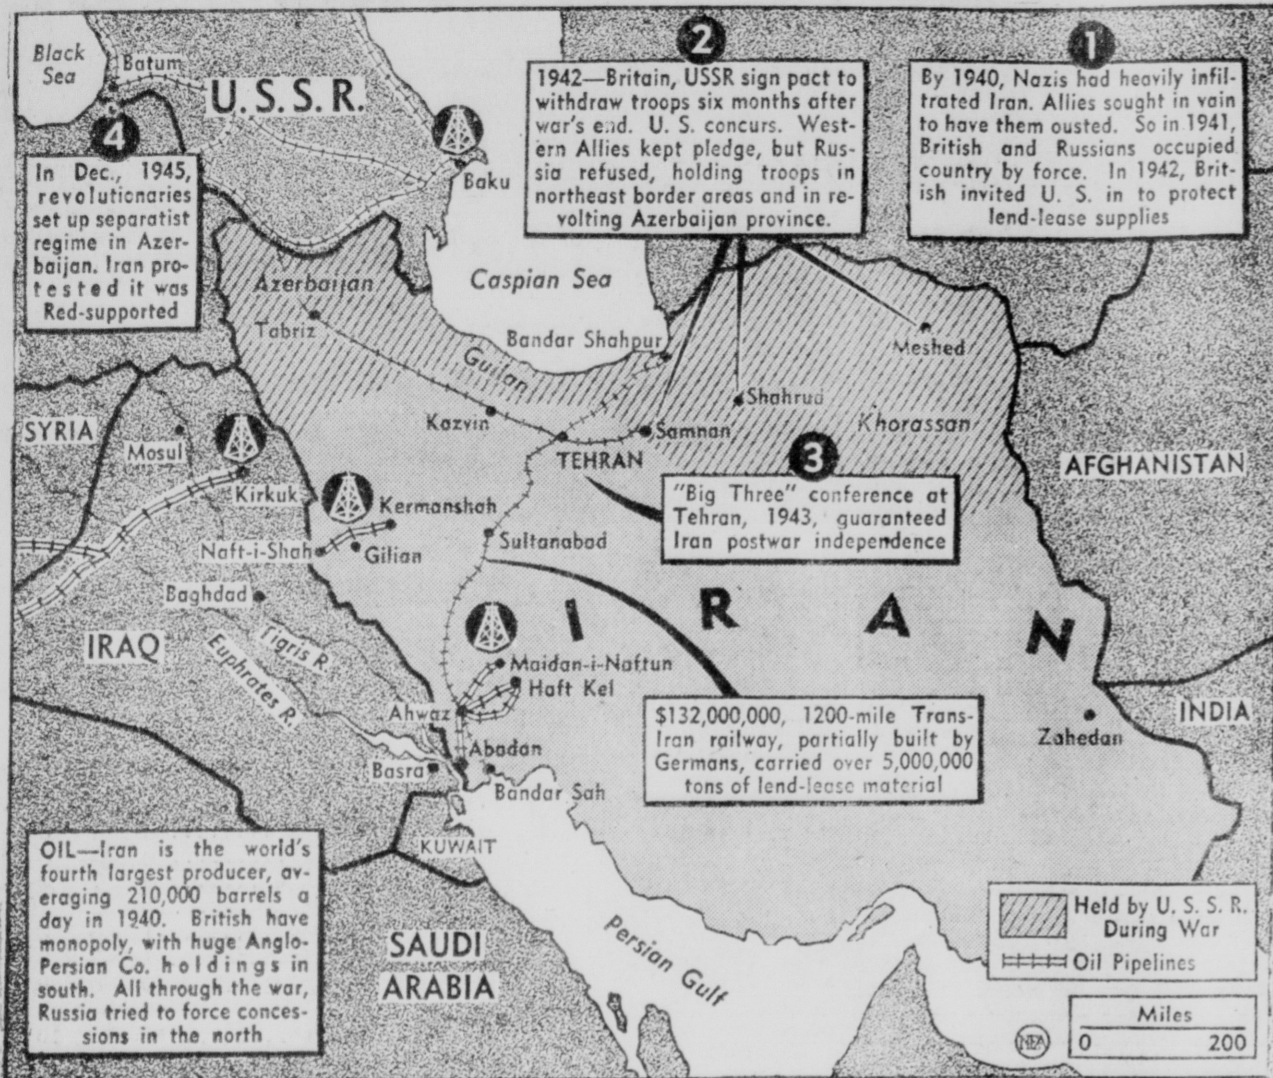 1
By 1940, Nazis had heavily infil-
trated Iran. Allies sought in vain
to have them ousted. So in 1941,
British and Russians occupied
country by force. In 1942, Brit-
ish invited U. S. in to protect
lend-lease supplies
2
1942—Britain, USSR sign pact to
withdraw troops six months after
war's end. U. S. concurs. West-
ern Allies kept pledge, but Rus-
sia refused, holding troops in
northeast border areas and in re-
volting Azerbaijan province.
3
"Big Three" conference at
Tehran, 1943, guaranteed
Iran postwar independence
4
In Dec., 1945,
revolutionaries
set up separatist
regime in Azer-
baijan. Iran pro-
tested it was
Red-supported
Black
Sea
Batum
U.S.S.R.
Baku
Caspian Sea
Azerbaijan
Tabriz
Bandar Shahpur
Guilan
Meshed
Shahrud
Khorassan
Kazvin
Samnan
TEHRAN
SYRIA
Mosul
Kirkuk
Kermanshah
AFGHANISTAN
Naft-i-Shah
Gilian
Sultanabad
Baghdad
IRAQ
Tigris R.
Euphrates R.
IRAN
Maidan-i-Naftun
Haft Kel
Ahwaz
Abadan
Basra
Bandar Sah
KUWAIT
INDIA
Zahedan
$132,000,000, 1200-mile Trans-
Iran railway, partially built by
Germans, carried over 5,000,000
tons of lend-lease material
OIL—Iran is the world's
fourth largest producer, av-
eraging 210,000 barrels a
day in 1940. British have
monopoly, with huge Anglo-
Persian Co. holdings in
south. All through the war,
Russia tried to force conces-
sions in the north
SAUDI
ARABIA
Persian Gulf
Held by U. S. S. R.
During War
Oil Pipelines
Miles
0 200
NEA